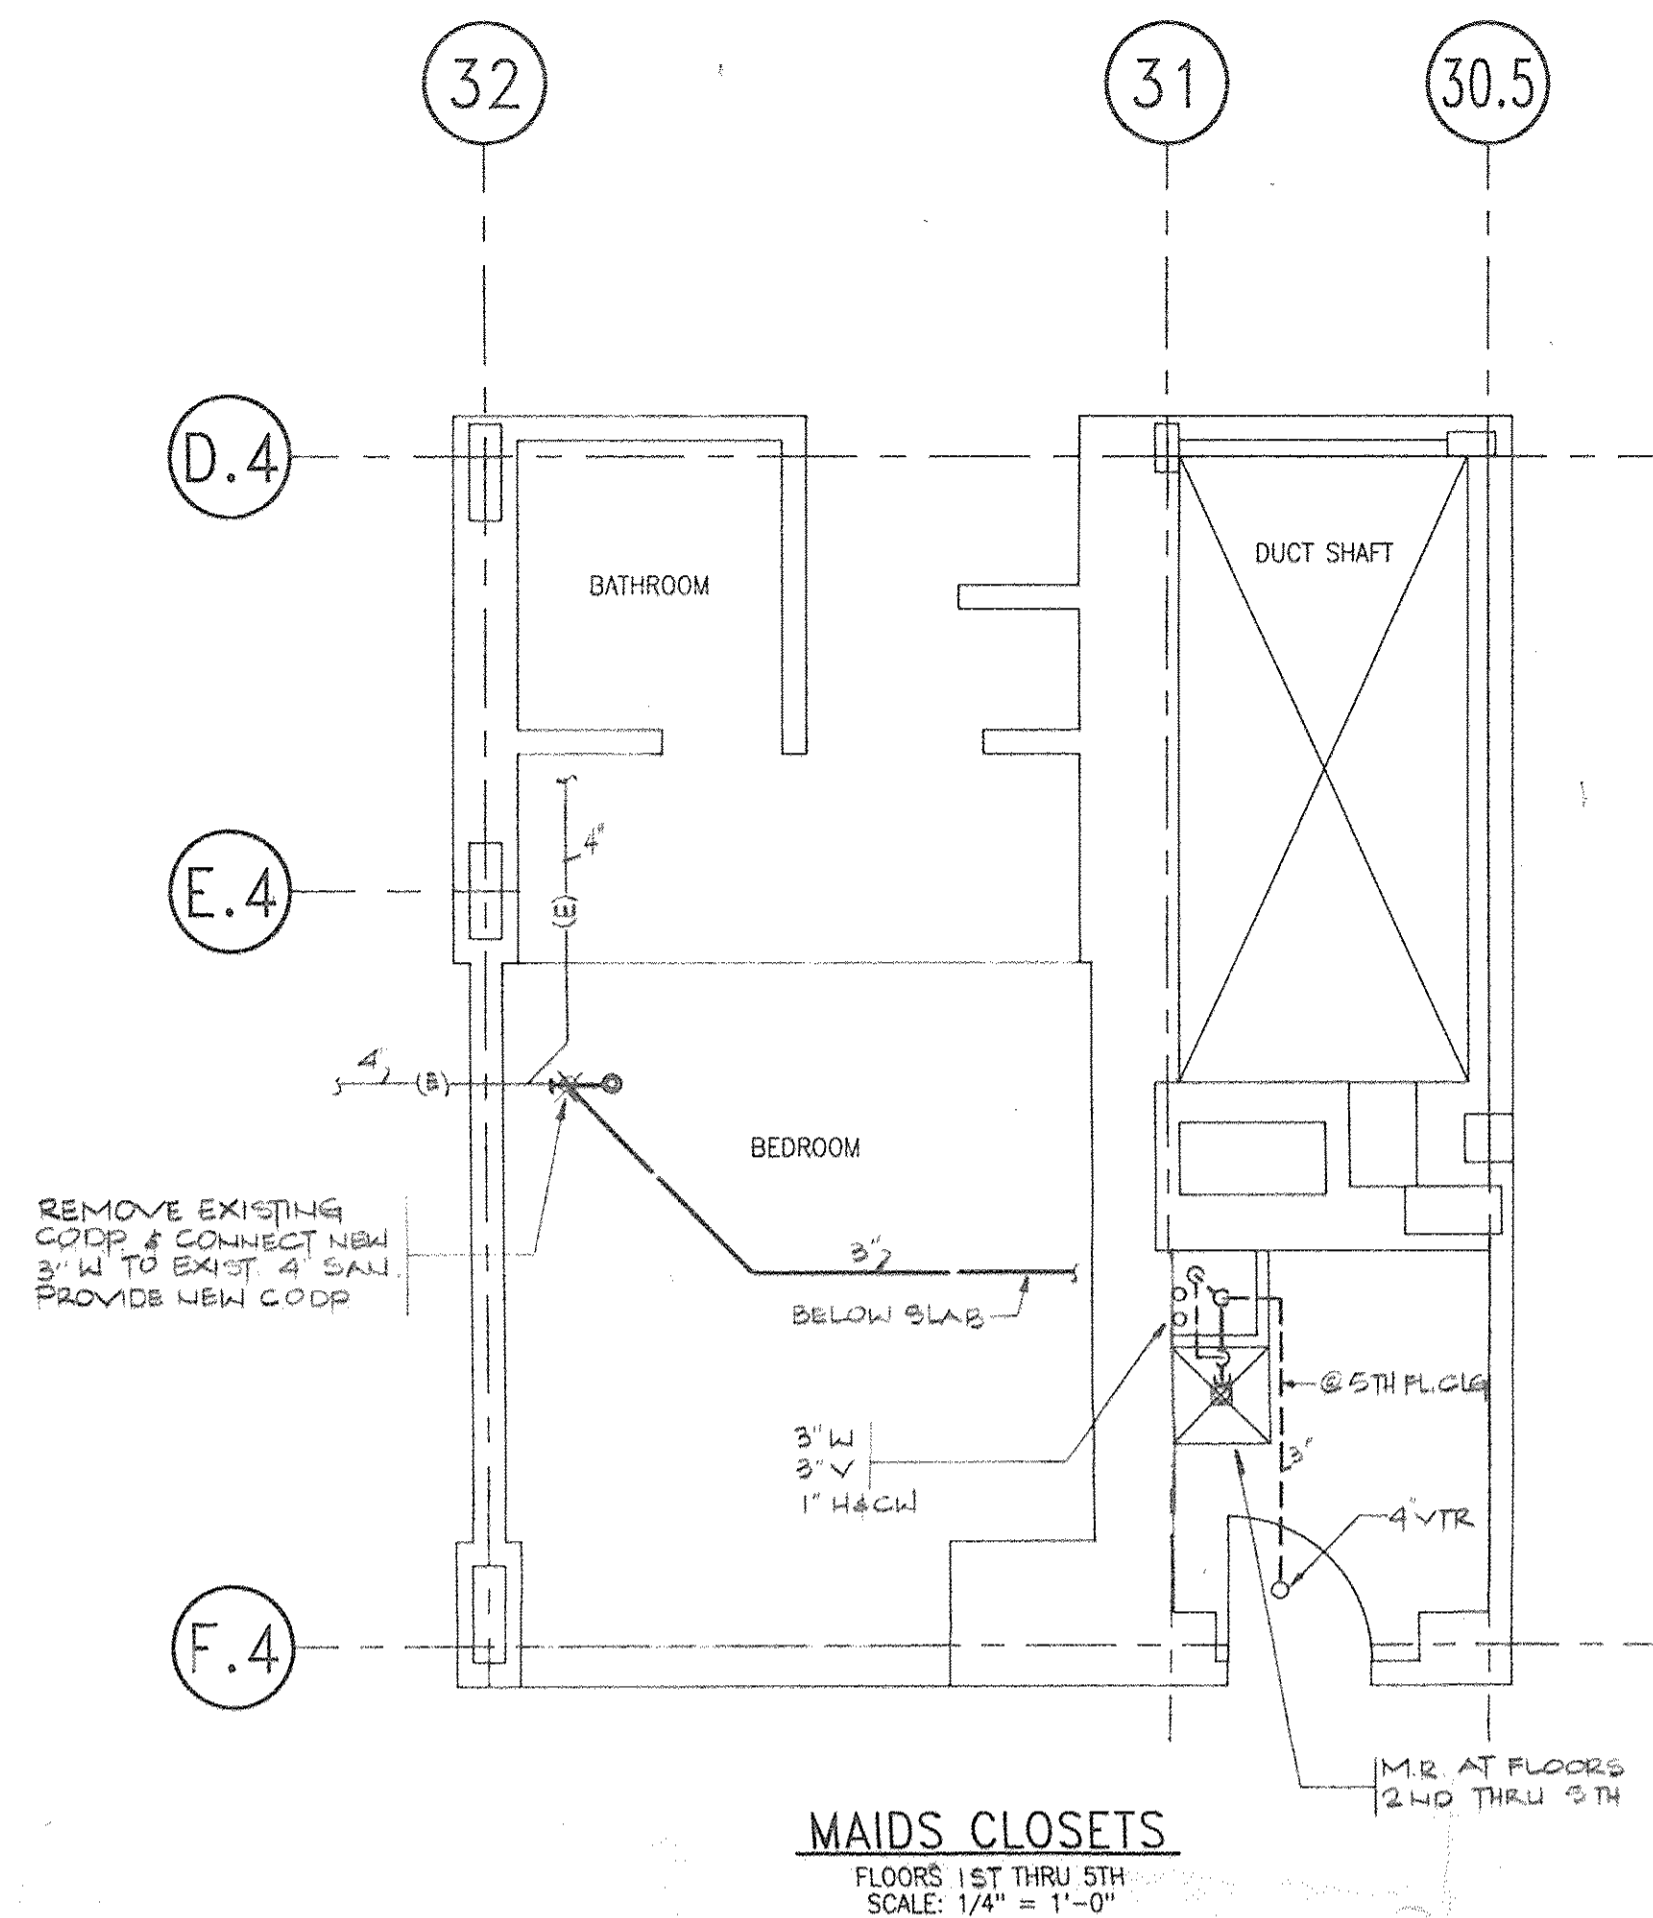 32
31
30.5
D.4
DUCT SHAFT
BATHROOM
4"
E.4
(E)
4"
(E)
BEDROOM
REMOVE EXISTING
CODP & CONNECT NEW
3" W TO EXIST. 4" SAN.
PROVIDE NEW CODP
3"
BELOW SLAB
@ 5TH FL. CLG
3" W
3" V
1" H&CW
3"
4" VTR
F.4
M.R. AT FLOORS
2ND THRU 5TH
MAIDS CLOSETS
FLOORS 1ST THRU 5TH
SCALE: 1/4" = 1'-0"